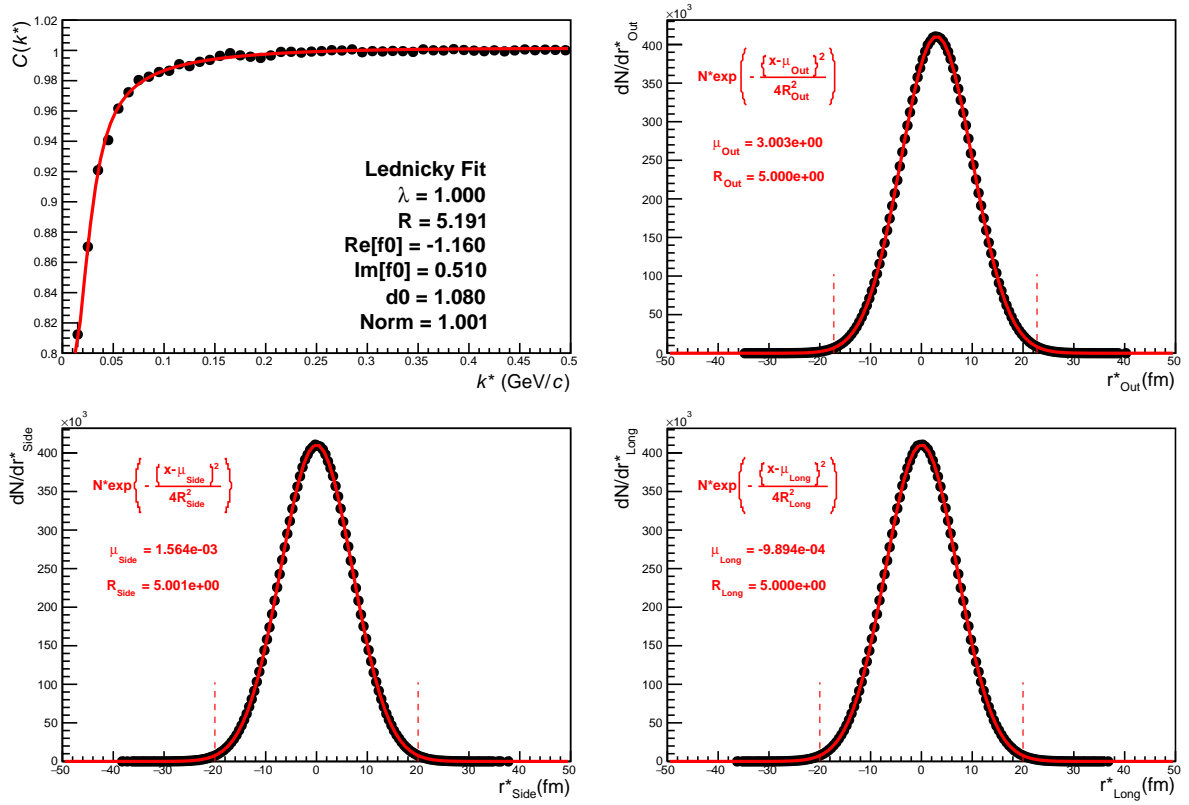 C(k*)
1.02
1
0.98
0.96
0.94
0.92
0.9
0.88
0.86
0.84
0.82
0.8
Lednicky Fit
λ = 1.000
R = 5.191
Re[f0] = -1.160
Im[f0] = 0.510
d0 = 1.080
Norm = 1.001
0 0.05 0.1 0.15 0.2 0.25 0.3 0.35 0.4 0.45 0.5
k* (GeV/c)
×10³
dN/dr*Out
400
350
300
250
200
150
100
50
0
N*exp{ - {x-μOut}² / 4R²Out }
μOut = 3.003e+00
ROut = 5.000e+00
−50 −40 −30 −20 −10 0 10 20 30 40 50
r*Out(fm)
×10³
dN/dr*Side
400
350
300
250
200
150
100
50
0
N*exp{ - {x-μSide}² / 4R²Side }
μSide = 1.564e-03
RSide = 5.001e+00
−50 −40 −30 −20 −10 0 10 20 30 40 50
r*Side(fm)
×10³
dN/dr*Long
400
350
300
250
200
150
100
50
0
N*exp{ - {x-μLong}² / 4R²Long }
μLong = -9.894e-04
RLong = 5.000e+00
−50 −40 −30 −20 −10 0 10 20 30 40 50
r*Long(fm)